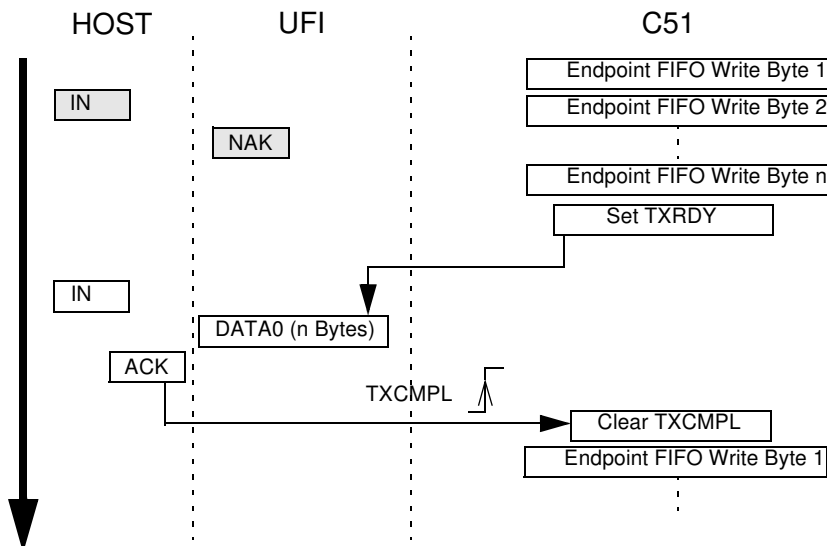 HOST
UFI
C51
Endpoint FIFO Write Byte 1
IN
Endpoint FIFO Write Byte 2
NAK
Endpoint FIFO Write Byte n
Set TXRDY
IN
DATA0 (n Bytes)
ACK
TXCMPL
Clear TXCMPL
Endpoint FIFO Write Byte 1